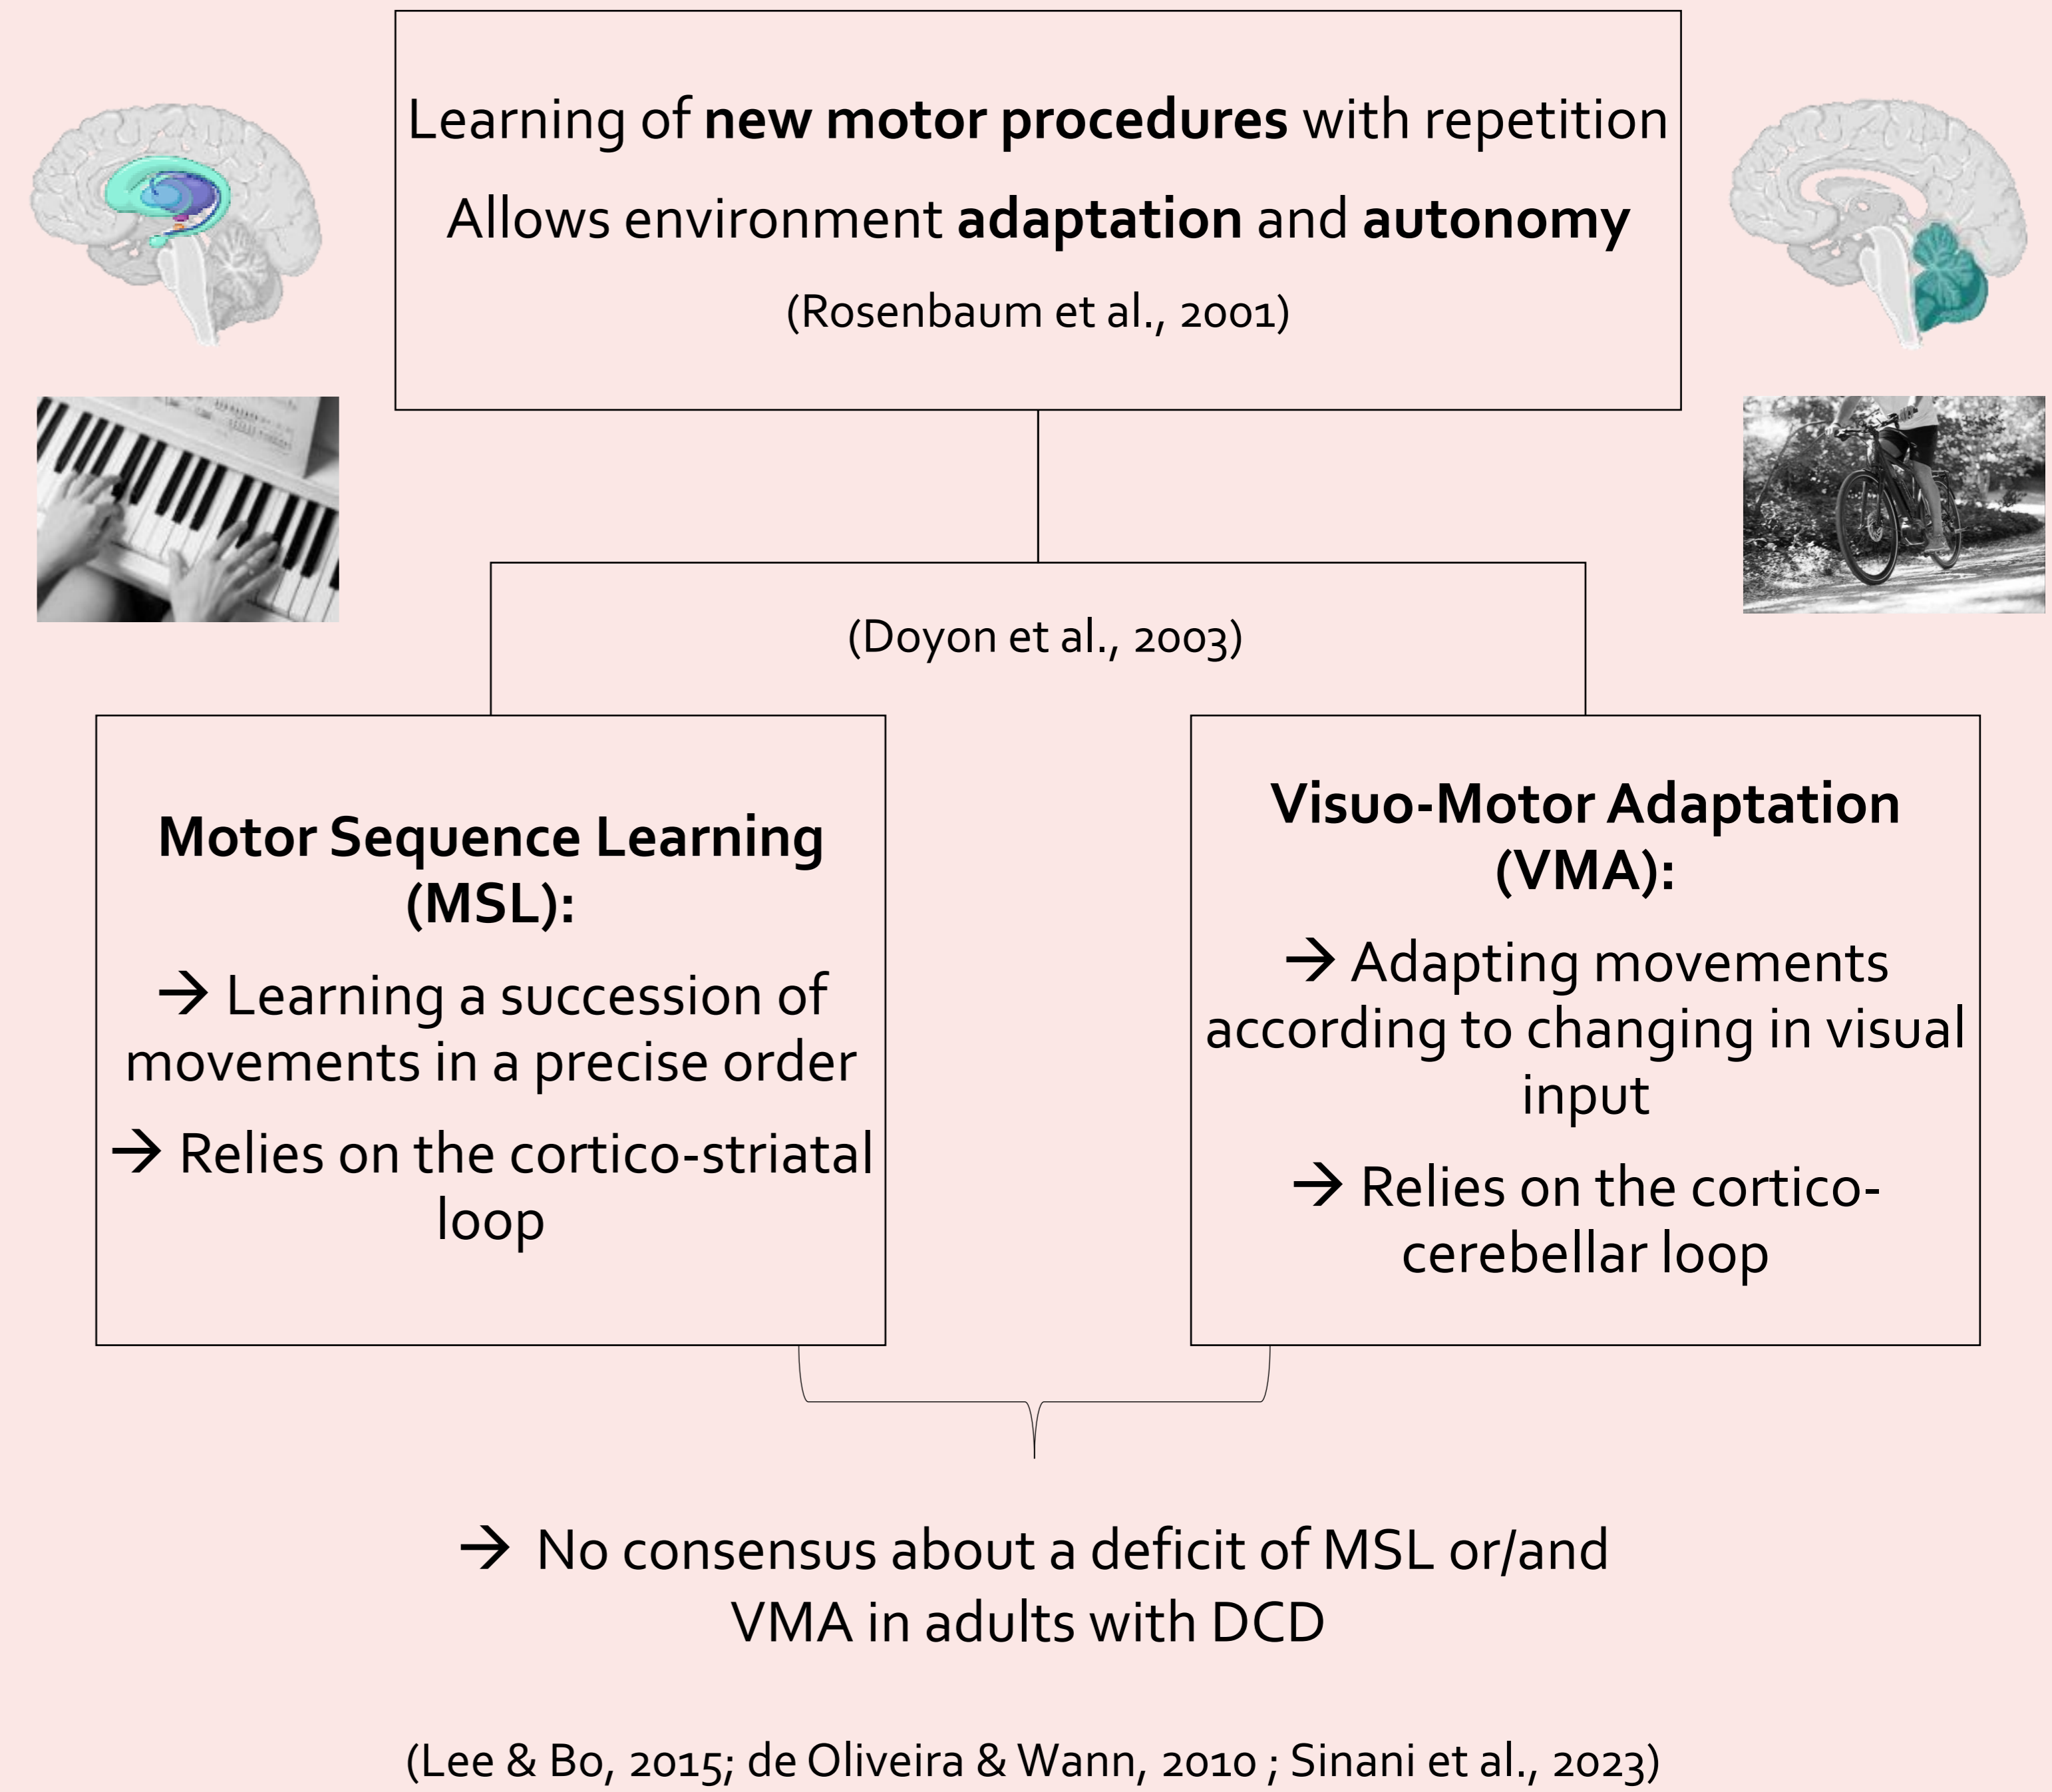 Learning of new motor procedures with repetition
Allows environment adaptation and autonomy
(Rosenbaum et al., 2001)
(Doyon et al., 2003)
Motor Sequence Learning
(MSL):
→ Learning a succession of
movements in a precise order
→ Relies on the cortico-striatal
loop
Visuo-Motor Adaptation
(VMA):
→ Adapting movements
according to changing in visual
input
→ Relies on the cortico-
cerebellar loop
→ No consensus about a deficit of MSL or/and
VMA in adults with DCD
(Lee & Bo, 2015; de Oliveira & Wann, 2010 ; Sinani et al., 2023)